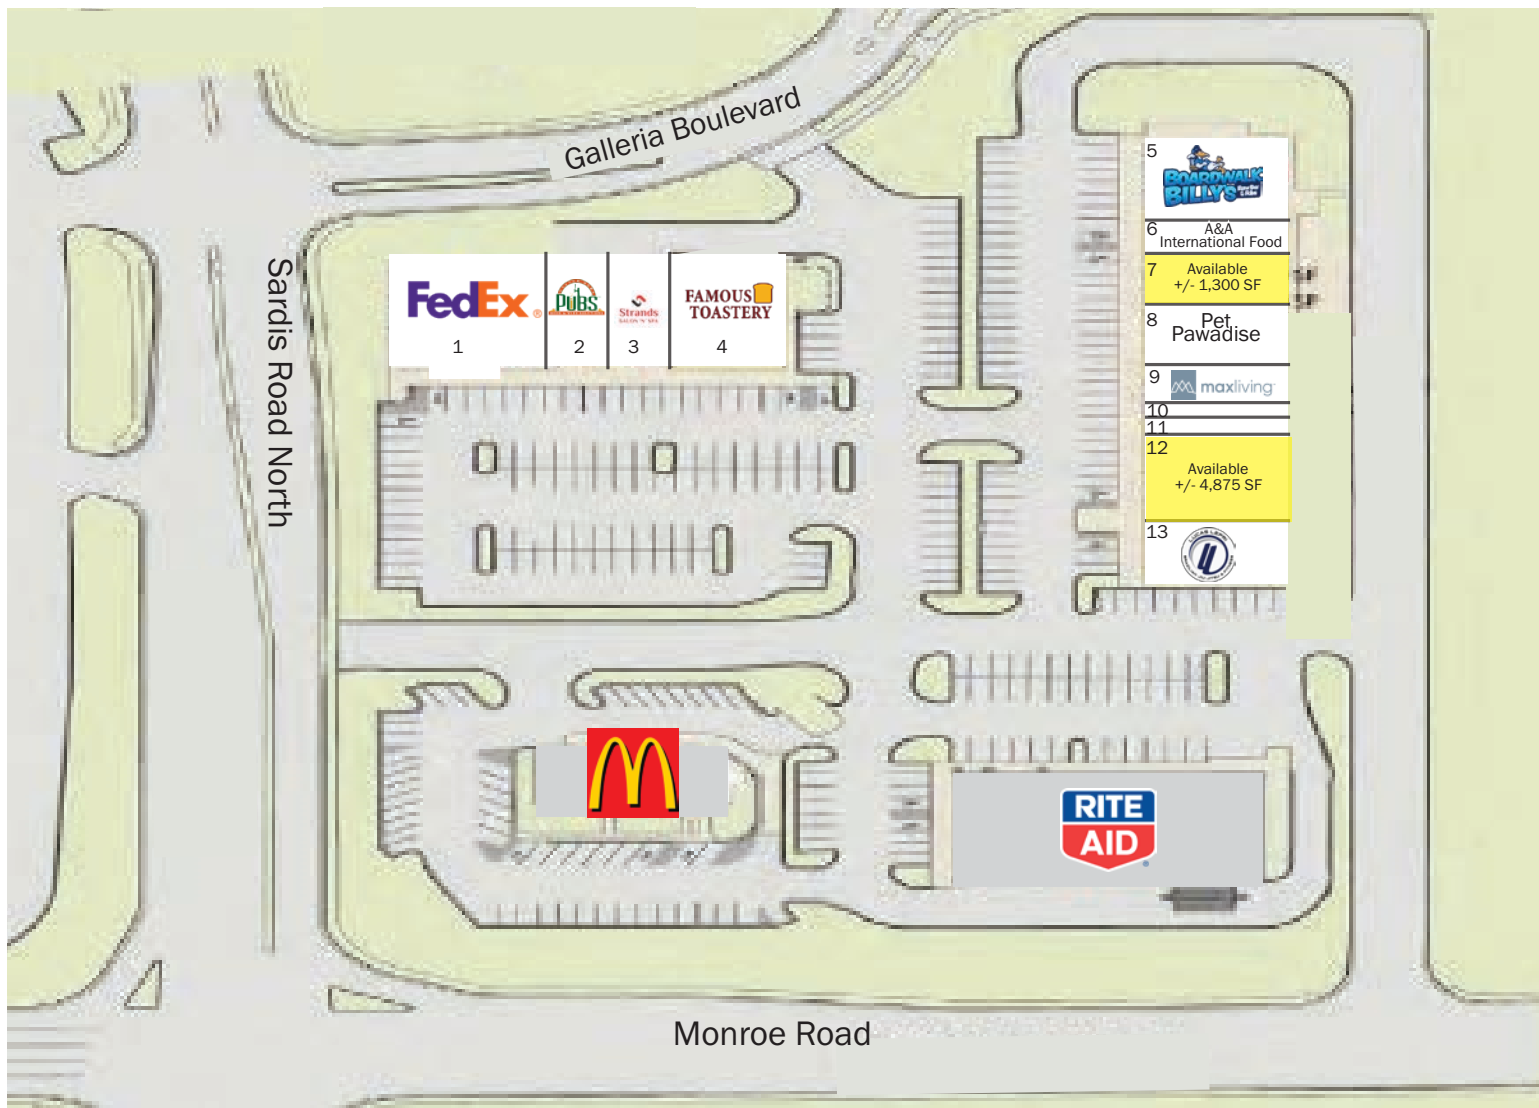 Galleria Boulevard
Sardis Road North
FedEx®
1
PUBS
2
Strands
SALON 'N' SPA
3
FAMOUS
TOASTERY
4
5
BOARDWALK
BILLY'S
6
A&A
International Food
7
Available
+/- 1,300 SF
8
Pet
Pawadise
9
maxliving
10
11
12
Available
+/- 4,875 SF
13
RITE
AID
Monroe Road